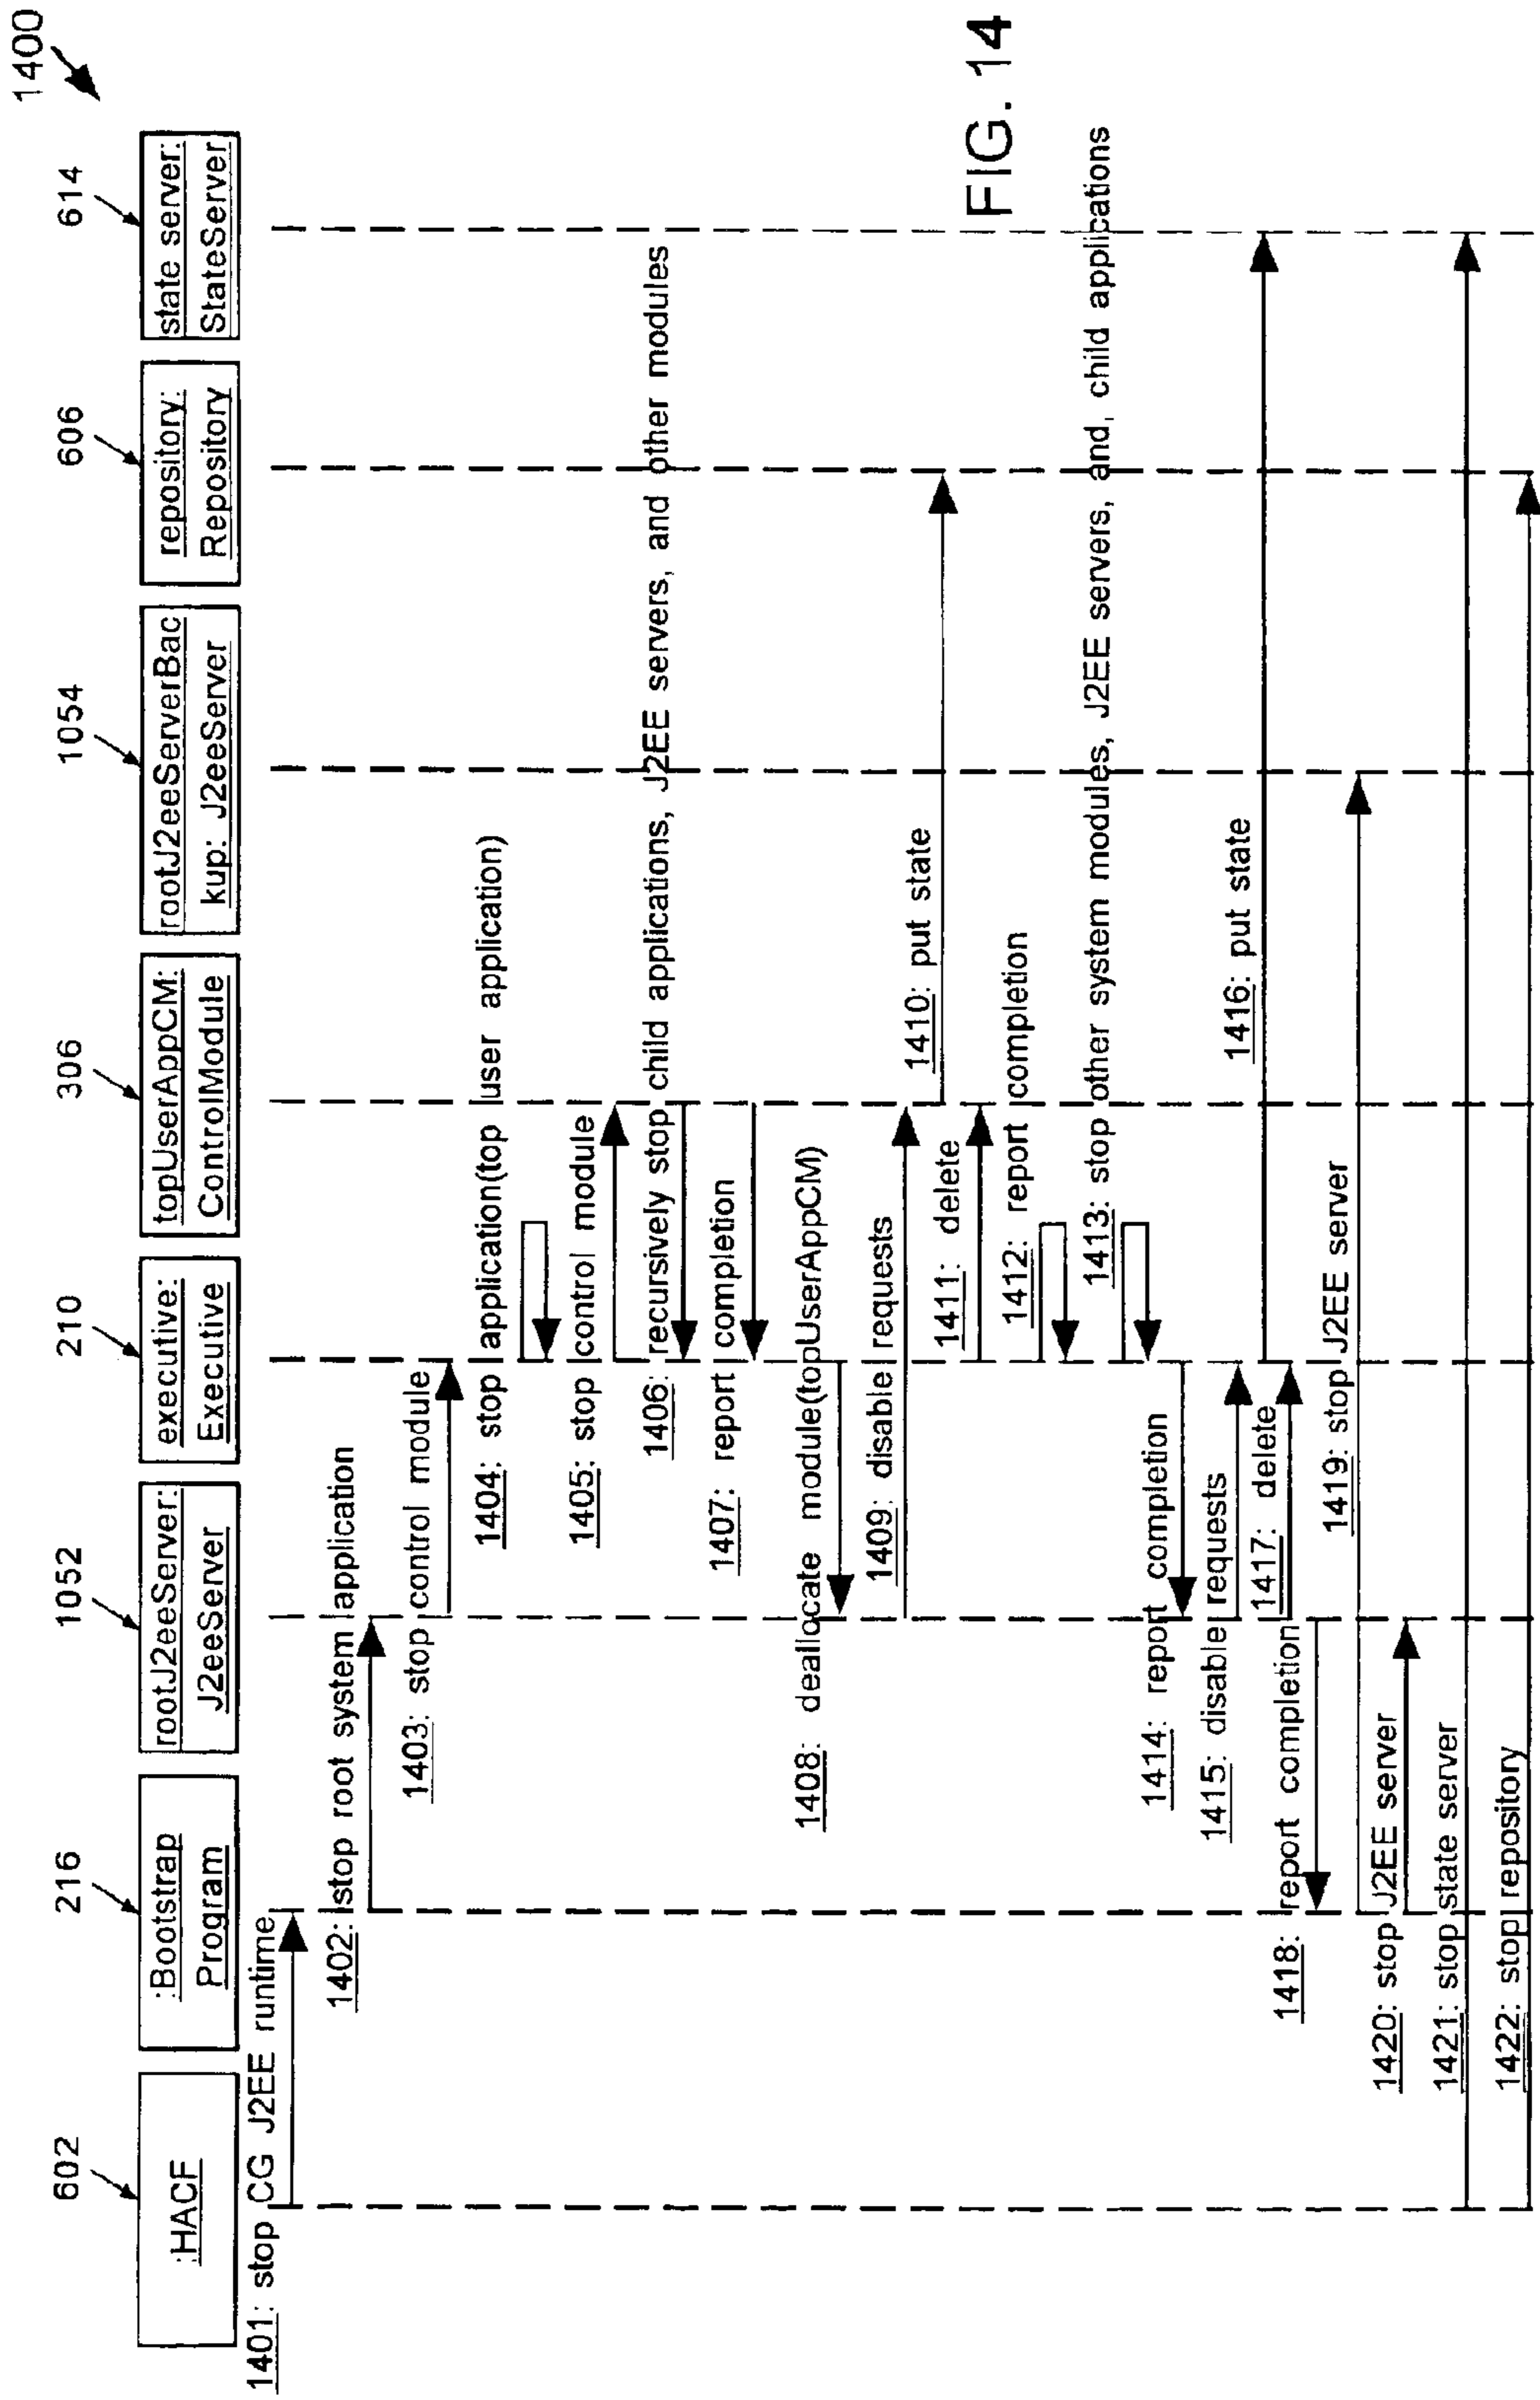 1400
602
216
1052
210
306
1054
606
614
:HACF
:Bootstrap
Program
rootJ2eeServer:
J2eeServer
executive:
Executive
topUserAppCM:
ControlModule
rootJ2eeServerBac
kup: J2eeServer
repository:
Repository
state server:
StateServer
1401: stop CG J2EE runtime
1402: stop root system application
1403: stop control module
1404: stop application(top user application)
1405: stop control module
1406: recursively stop child applications, J2EE servers, and other modules
1407: report completion
1408: deallocate module(topUserAppCM)
1409: disable requests
1410: put state
1411: delete
1412: report completion
1413: stop other system modules, J2EE servers, and, child applications
1414: report completion
1415: disable requests
1416: put state
1417: delete
1418: report completion
1419: stop J2EE server
1420: stop J2EE server
1421: stop state server
1422: stop repository
FIG. 14